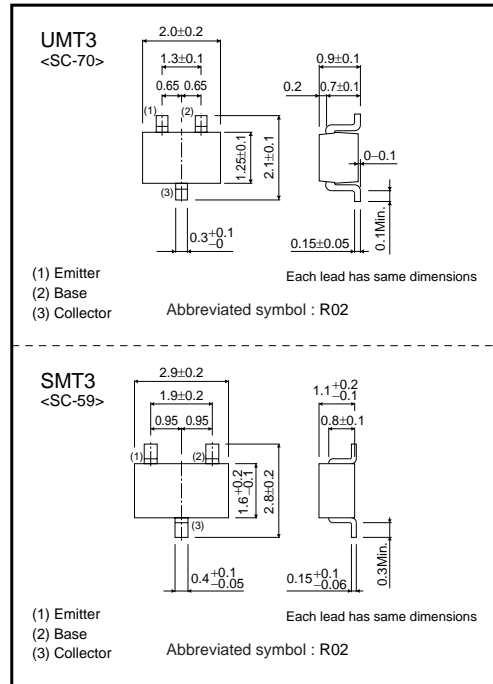 UMT3
<SC-70>
2.0±0.2
1.3±0.1
0.65 0.65
(1) (2)
(3)
1.25±0.1
2.1±0.1
0.3 +0.1 −0
0.9±0.1
0.2 0.7±0.1
0−0.1
0.1Min.
0.15±0.05
Each lead has same dimensions
(1) Emitter
(2) Base
(3) Collector
Abbreviated symbol : R02
SMT3
<SC-59>
2.9±0.2
1.9±0.2
0.95 0.95
(1) (2)
(3)
1.6 +0.2 −0.1
2.8±0.2
0.4 +0.1 −0.05
1.1 +0.2 −0.1
0.8±0.1
0.3Min.
0.15 +0.1 −0.06
Each lead has same dimensions
(1) Emitter
(2) Base
(3) Collector
Abbreviated symbol : R02